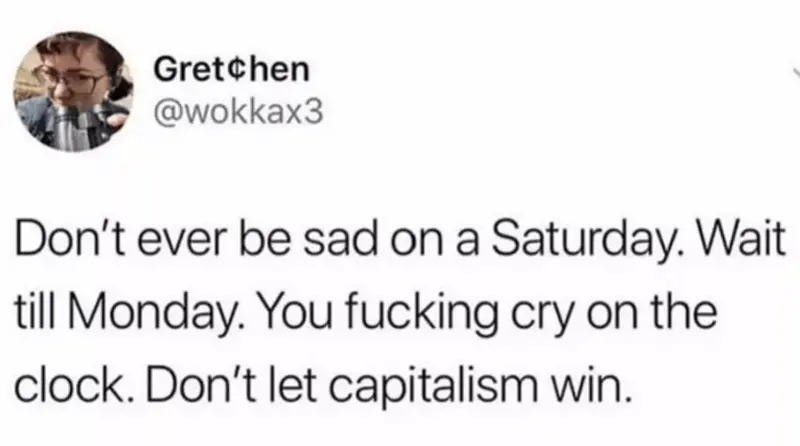 Gret¢hen
@wokkax3
Don't ever be sad on a Saturday. Wait
till Monday. You fucking cry on the
clock. Don't let capitalism win.